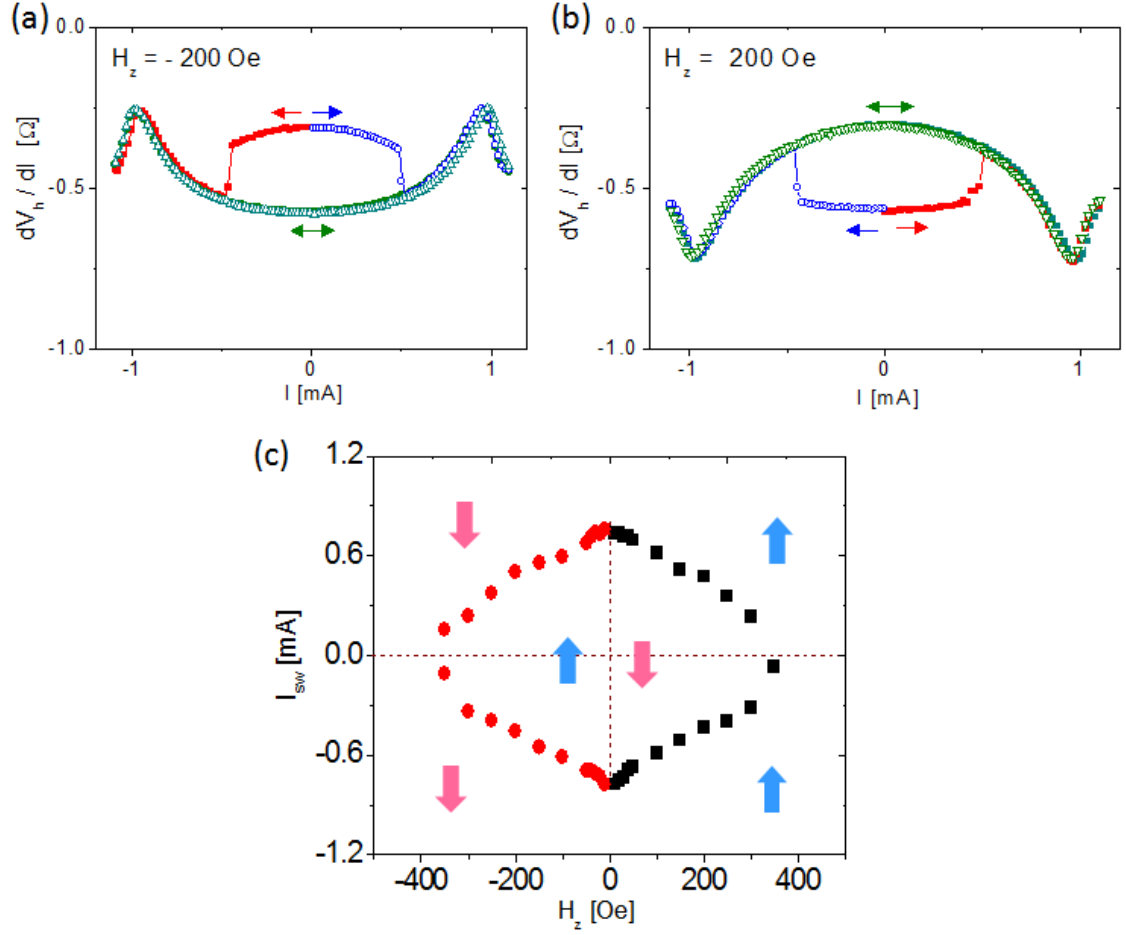 (a)
H_z = - 200 Oe
dV_h / dI [Ω]
0.0
-0.5
-1.0
-1
0
1
I [mA]
(b)
H_z = 200 Oe
dV_h / dI [Ω]
0.0
-0.5
-1.0
-1
0
1
I [mA]
(c)
I_sw [mA]
1.2
0.6
0.0
-0.6
-1.2
-400
-200
0
200
400
H_z [Oe]